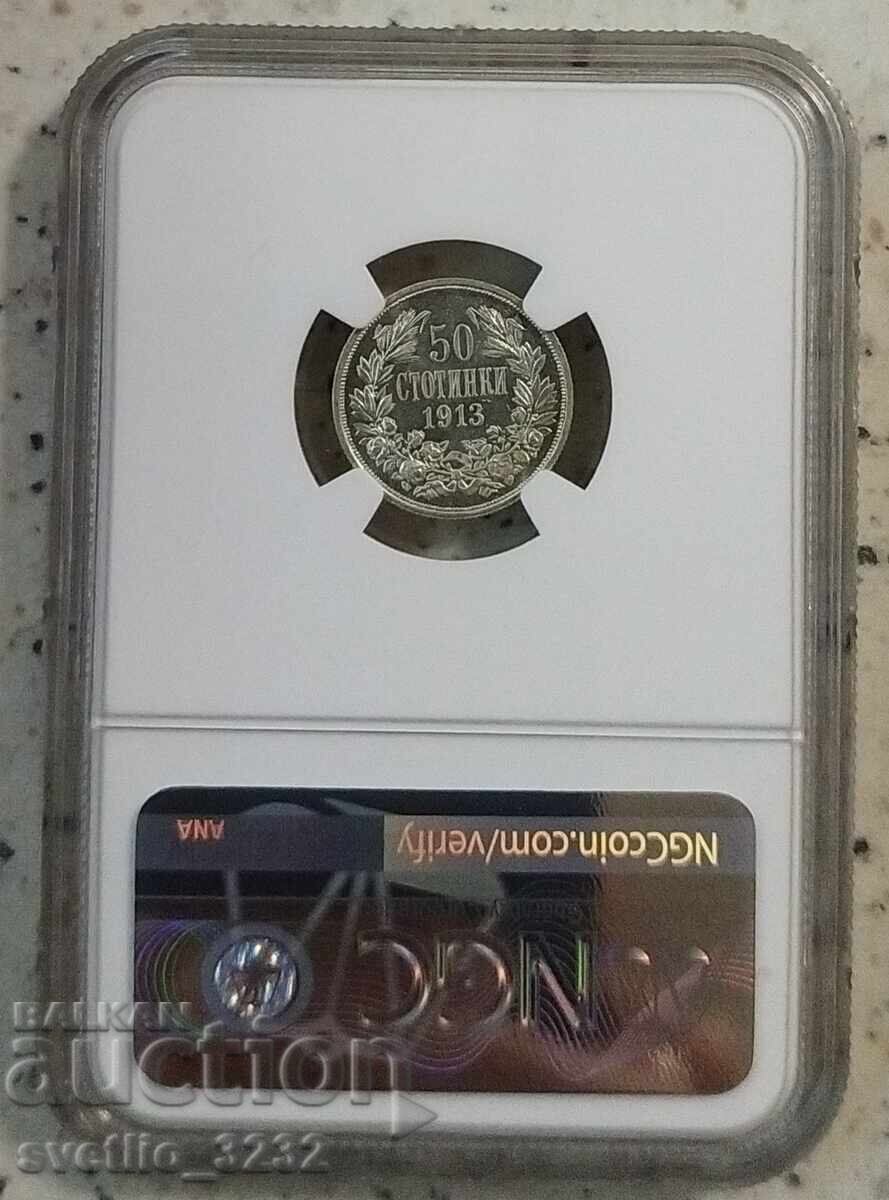 50
СТОТИНКИ
1913
NGCcoin.com/verify
ANA
NGC
BALKAN
auction
svetlio_3232